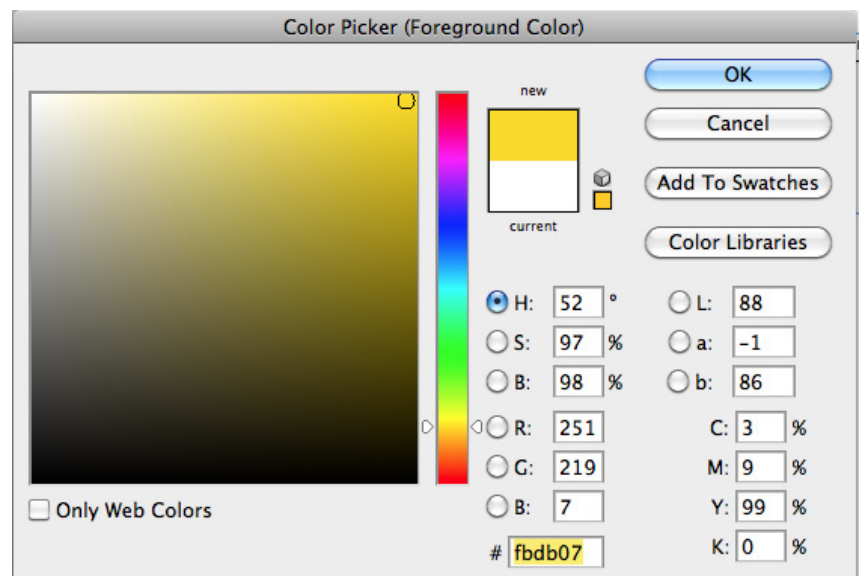 Color Picker (Foreground Color)
new
current
OK
Cancel
Add To Swatches
Color Libraries
H: 52 °
S: 97 %
B: 98 %
R: 251
G: 219
B: 7
# fbdb07
L: 88
a: -1
b: 86
C: 3 %
M: 9 %
Y: 99 %
K: 0 %
Only Web Colors